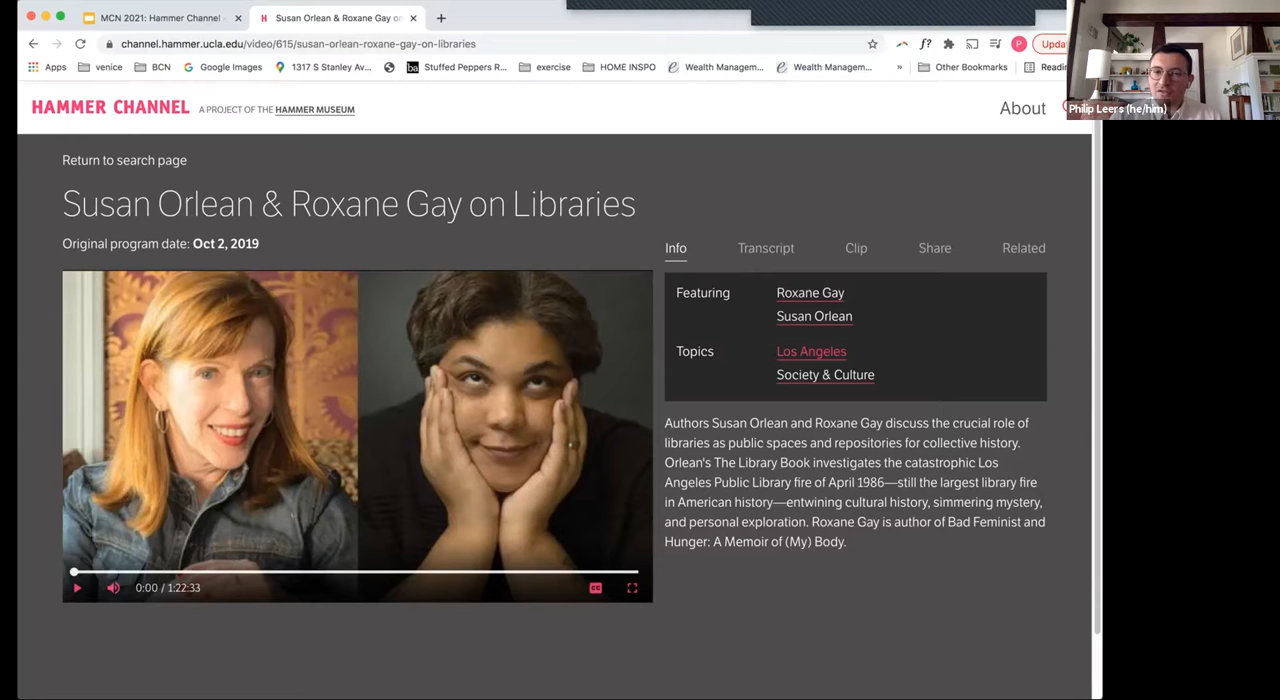 MCN 2021: Hammer Channel
Susan Orlean & Roxane Gay on
channel.hammer.ucla.edu/video/615/susan-orlean-roxane-gay-on-libraries
f?
P
Upda
Apps
venice
BCN
Google Images
1317 S Stanley Av...
ba
Stuffed Peppers R...
exercise
HOME INSPO
Wealth Managem...
Wealth Managem...
»
Other Bookmarks
Readin
Philip Leers (he/him)
HAMMER CHANNEL
A PROJECT OF THE HAMMER MUSEUM
About
Return to search page
Susan Orlean & Roxane Gay on Libraries
Original program date: Oct 2, 2019
Info
Transcript
Clip
Share
Related
Featuring
Roxane Gay
Susan Orlean
Topics
Los Angeles
Society & Culture
Authors Susan Orlean and Roxane Gay discuss the crucial role of
libraries as public spaces and repositories for collective history.
Orlean's The Library Book investigates the catastrophic Los
Angeles Public Library fire of April 1986—still the largest library fire
in American history—entwining cultural history, simmering mystery,
and personal exploration. Roxane Gay is author of Bad Feminist and
Hunger: A Memoir of (My) Body.
0:00 / 1:22:33
CC